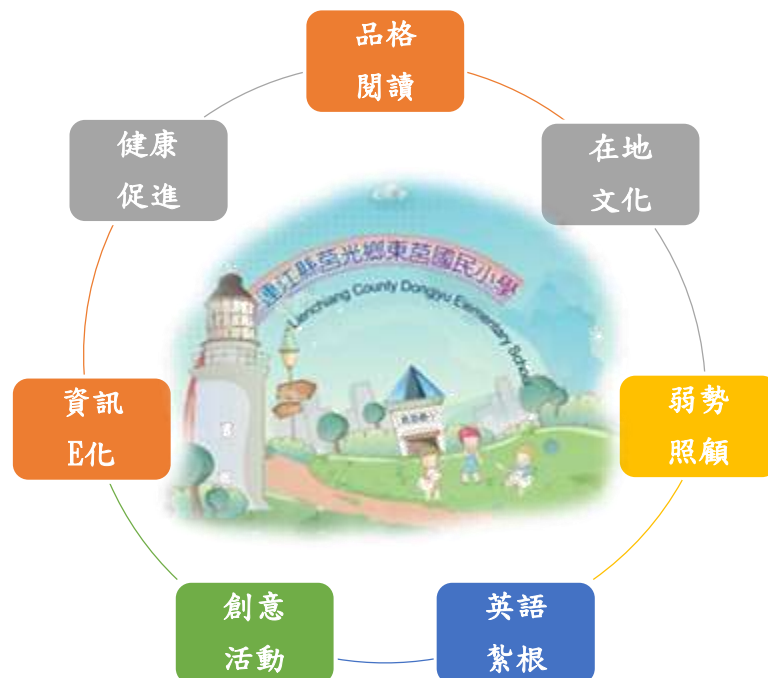 品格
閱讀
在地
文化
弱勢
照顧
英語
紮根
創意
活動
資訊
E化
健康
促進
連江縣莒光鄉東莒國民小學
Lienchiang County Dongyu Elementary School